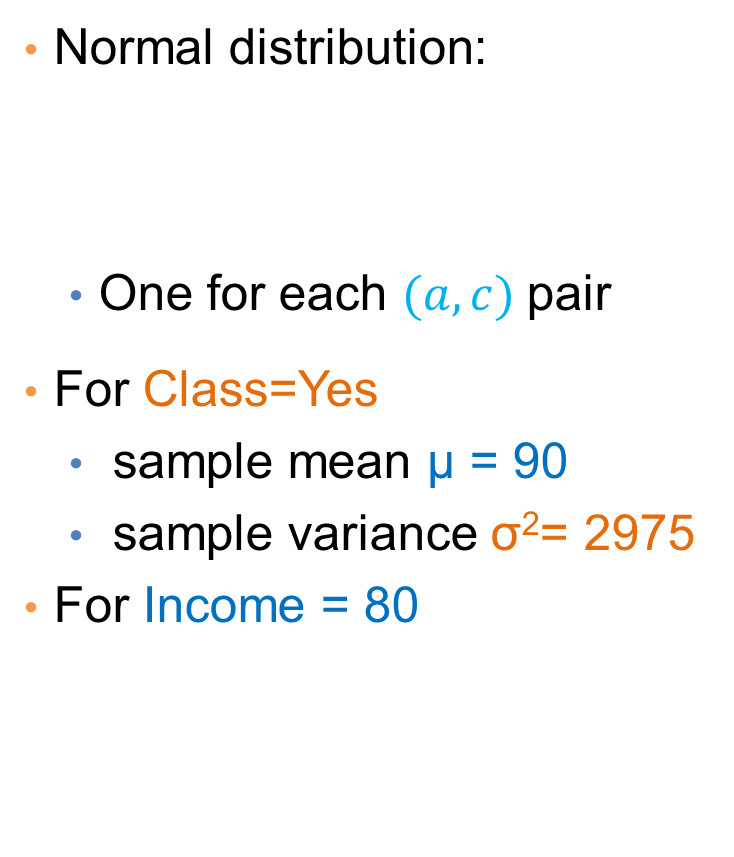 • Normal distribution:
• One for each (a, c) pair
• For Class=Yes
• sample mean μ = 90
• sample variance σ²= 2975
• For Income = 80